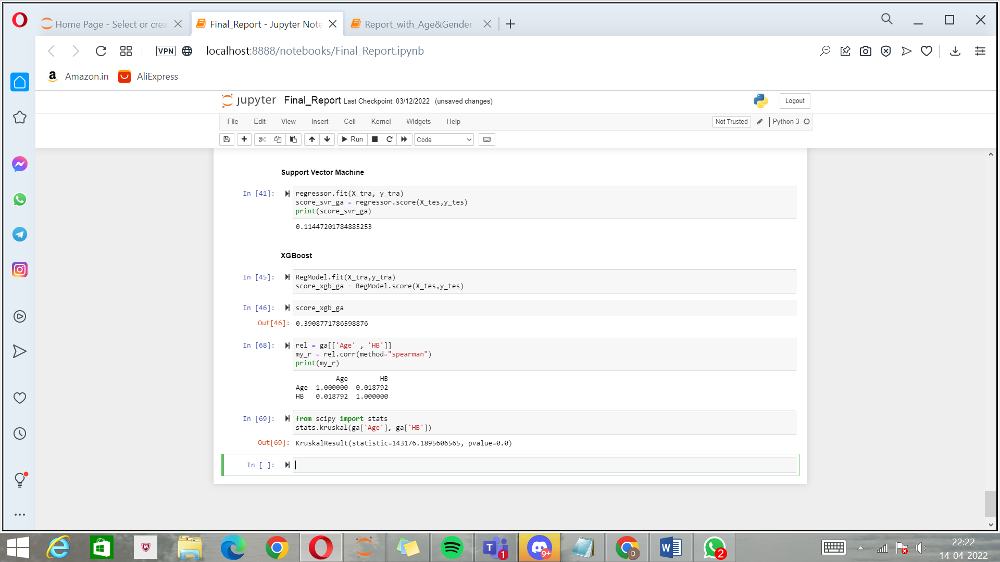 Home Page - Select or crea
Final_Report - Jupyter Note
Report_with_Age&Gender -
VPN
localhost:8888/notebooks/Final_Report.ipynb
a Amazon.in
AliExpress
jupyter Final_Report Last Checkpoint: 03/12/2022 (unsaved changes)
Logout
File Edit View Insert Cell Kernel Widgets Help
Not Trusted
Python 3
Run
Code
Support Vector Machine
In [41]: regressor.fit(X_tra, y_tra)
score_svr_ga = regressor.score(X_tes,y_tes)
print(score_svr_ga)
0.11447201784885253
XGBoost
In [45]: RegModel.fit(X_tra,y_tra)
score_xgb_ga = RegModel.score(X_tes,y_tes)
In [46]: score_xgb_ga
Out[46]: 0.3908771786598876
In [68]: rel = ga[['Age' , 'HB']]
my_r = rel.corr(method="spearman")
print(my_r)
Age HB
Age 1.000000 0.018792
HB 0.018792 1.000000
In [69]: from scipy import stats
stats.kruskal(ga['Age'], ga['HB'])
Out[69]: KruskalResult(statistic=143176.1895606565, pvalue=0.0)
In [ ]:
T
1
9+
D
W
2
22:22
14-04-2022